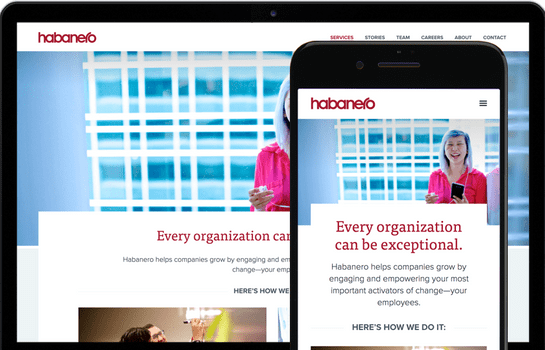 habanero
SERVICES STORIES TEAM CAREERS ABOUT CONTACT
Every organization can
Habanero helps companies grow by engaging and em
change—your emp
HERE'S HOW WE
habanero
Every organization
can be exceptional.
Habanero helps companies grow by
engaging and empowering your most
important activators of change—your
employees.
HERE'S HOW WE DO IT: